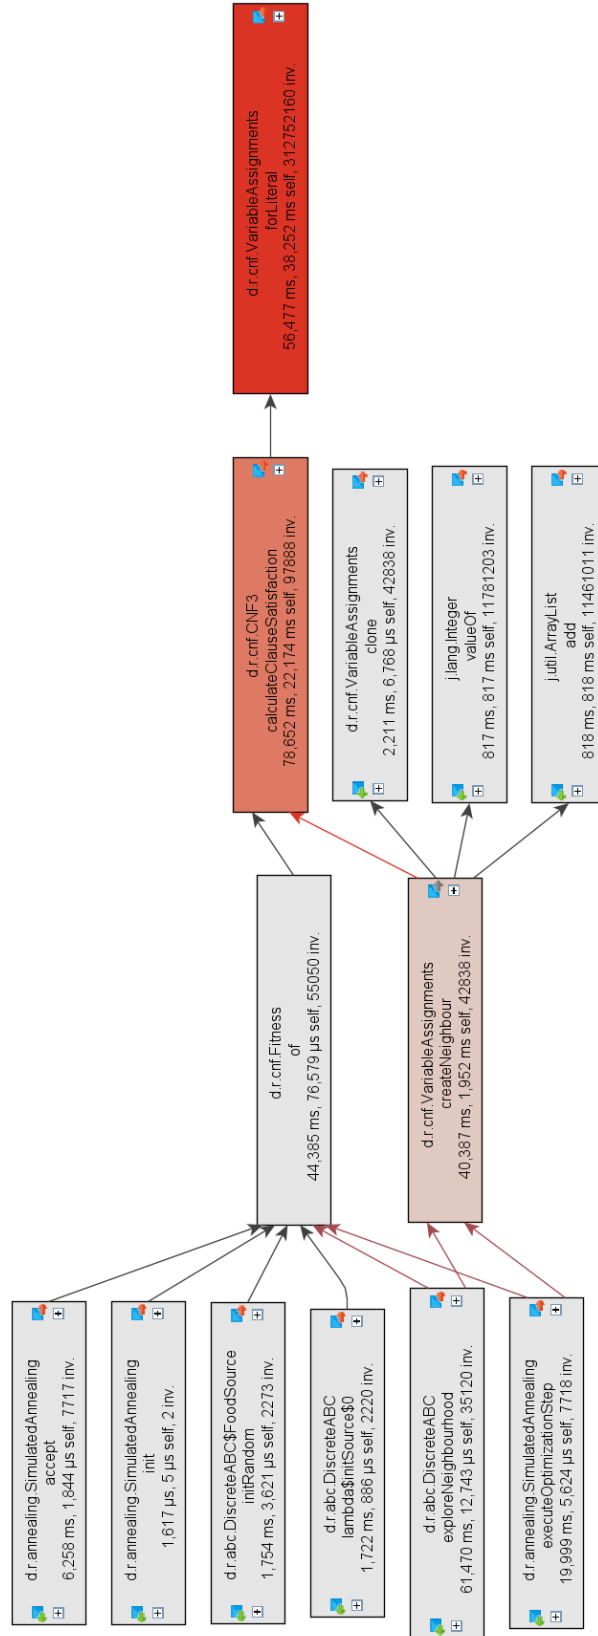 d.r.annealing.SimulatedAnnealing
accept
6,258 ms, 1,844 µs self, 7717 inv.
d.r.annealing.SimulatedAnnealing
init
1,617 µs, 5 µs self, 2 inv.
d.r.abc.DiscreteABC$FoodSource
initRandom
1,754 ms, 3,621 µs self, 2273 inv.
d.r.abc.DiscreteABC
lambda$initSource$0
1,722 ms, 886 µs self, 2220 inv.
d.r.abc.DiscreteABC
exploreNeighbourhood
61,470 ms, 12,743 ms self, 35120 inv.
d.r.annealing.SimulatedAnnealing
executeOptimizationStep
19,999 ms, 5,624 µs self, 7718 inv.
d.r.cnf.Fitness
of
44,385 ms, 76,579 µs self, 55050 inv.
d.r.cnf.VariableAssignments
createNeighbour
40,387 ms, 1,952 ms self, 42838 inv.
d.r.cnf.CNF3
calculateClauseSatisfaction
78,652 ms, 22,174 ms self, 97888 inv.
d.r.cnf.VariableAssignments
clone
2,211 ms, 6,768 µs self, 42838 inv.
j.lang.Integer
valueOf
817 ms, 817 ms self, 11781203 inv.
j.util.ArrayList
add
818 ms, 818 ms self, 11461011 inv.
d.r.cnf.VariableAssignments
forLiteral
56,477 ms, 38,252 ms self, 312752160 inv.